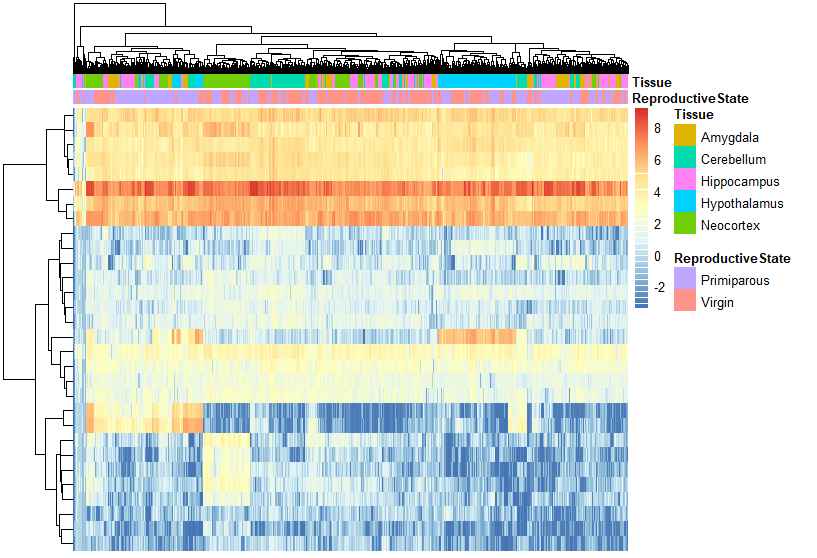 Tissue
Reproductive State
Tissue
8
6
4
2
0
-2
Amygdala
Cerebellum
Hippocampus
Hypothalamus
Neocortex
Reproductive State
Primiparous
Virgin